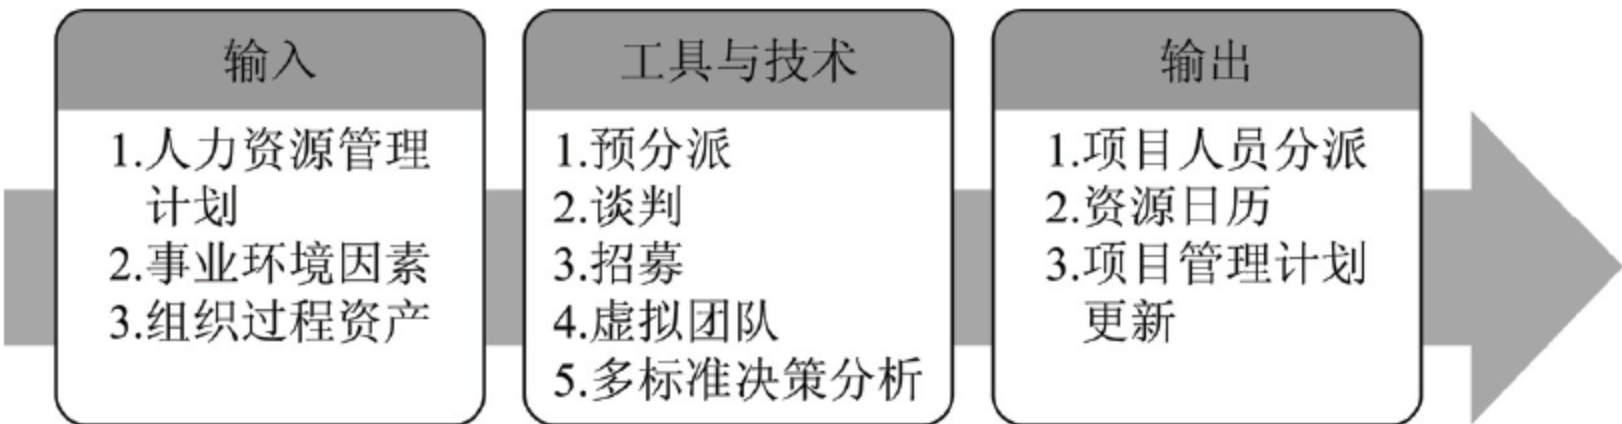 输入
1.人力资源管理
计划
2.事业环境因素
3.组织过程资产
工具与技术
1.预分派
2.谈判
3.招募
4.虚拟团队
5.多标准决策分析
输出
1.项目人员分派
2.资源日历
3.项目管理计划
更新